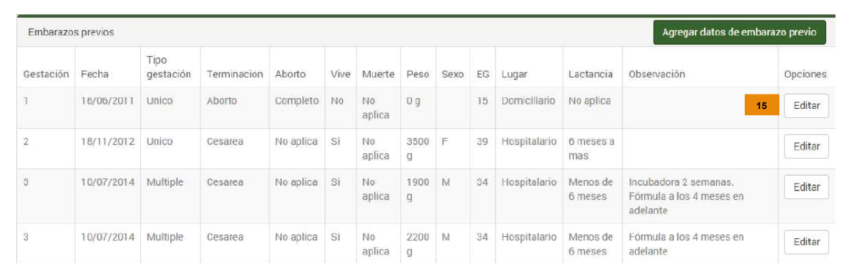 Embarazos previos Agregar datos de embarazo previo
Gestación Fecha Tipo gestación Terminacion Aborto Vive Muerte Peso Sexo EG Lugar Lactancia Observación Opciones
1 16/06/2011 Unico Aborto Completo No No aplica 0 g 15 Domiciliario No aplica 15 Editar
2 18/11/2012 Unico Cesarea No aplica Si No aplica 3500 g F 39 Hospitalario 6 meses a mas Editar
3 10/07/2014 Multiple Cesarea No aplica Si No aplica 1900 g M 34 Hospitalario Menos de 6 meses Incubadora 2 semanas. Fórmula a los 4 meses en adelante Editar
3 10/07/2014 Multiple Cesarea No aplica Si No aplica 2200 g M 34 Hospitalario Menos de 6 meses Fórmula a los 4 meses en adelante Editar